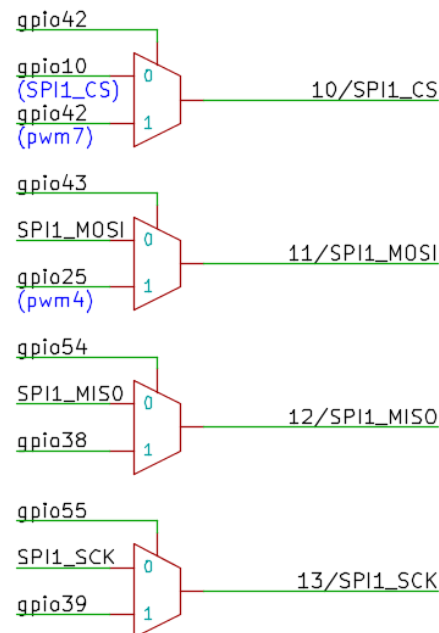 gpio42
gpio10
0
(SPI1_CS)
10/SPI1_CS
gpio42
1
(pwm7)
gpio43
SPI1_MOSI
0
11/SPI1_MOSI
gpio25
1
(pwm4)
gpio54
SPI1_MISO
0
12/SPI1_MISO
gpio38
1
gpio55
SPI1_SCK
0
13/SPI1_SCK
gpio39
1